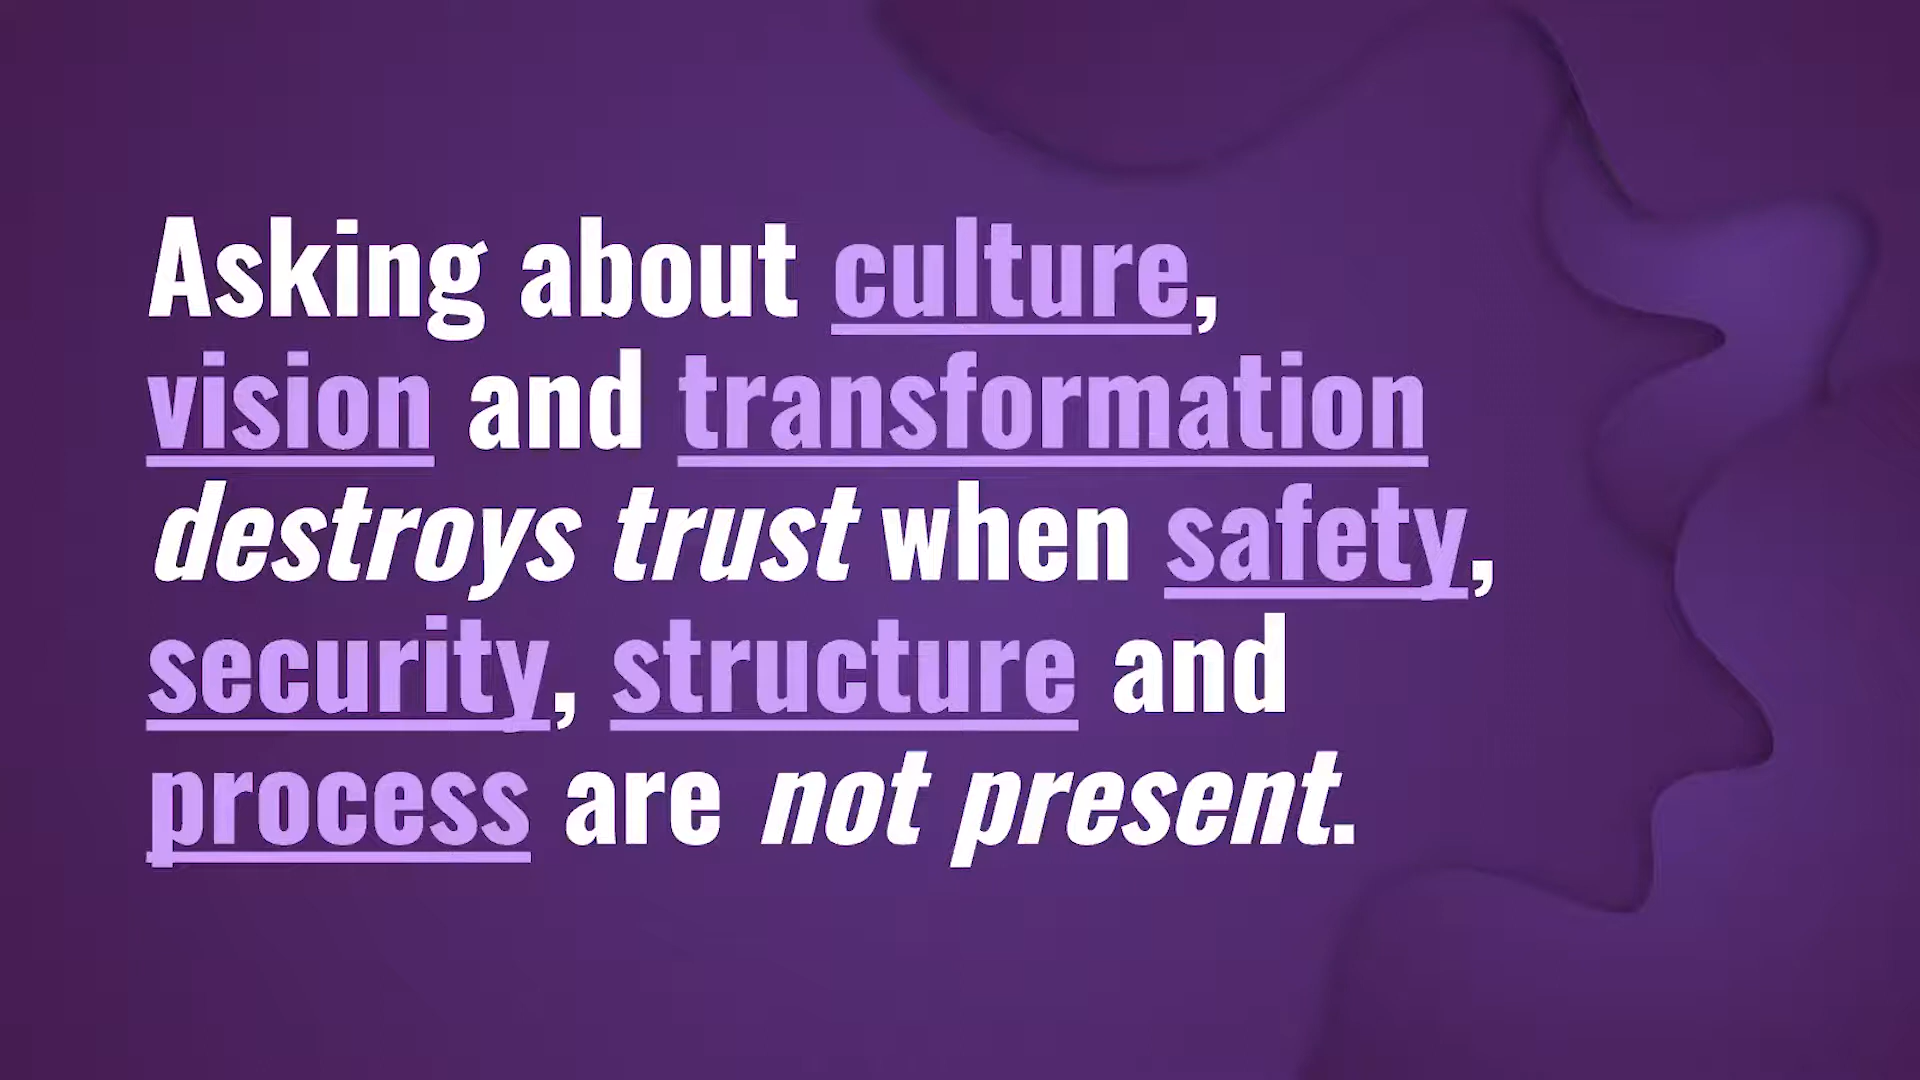 Asking about culture,
vision and transformation
destroys trust when safety,
security, structure and
process are not present.